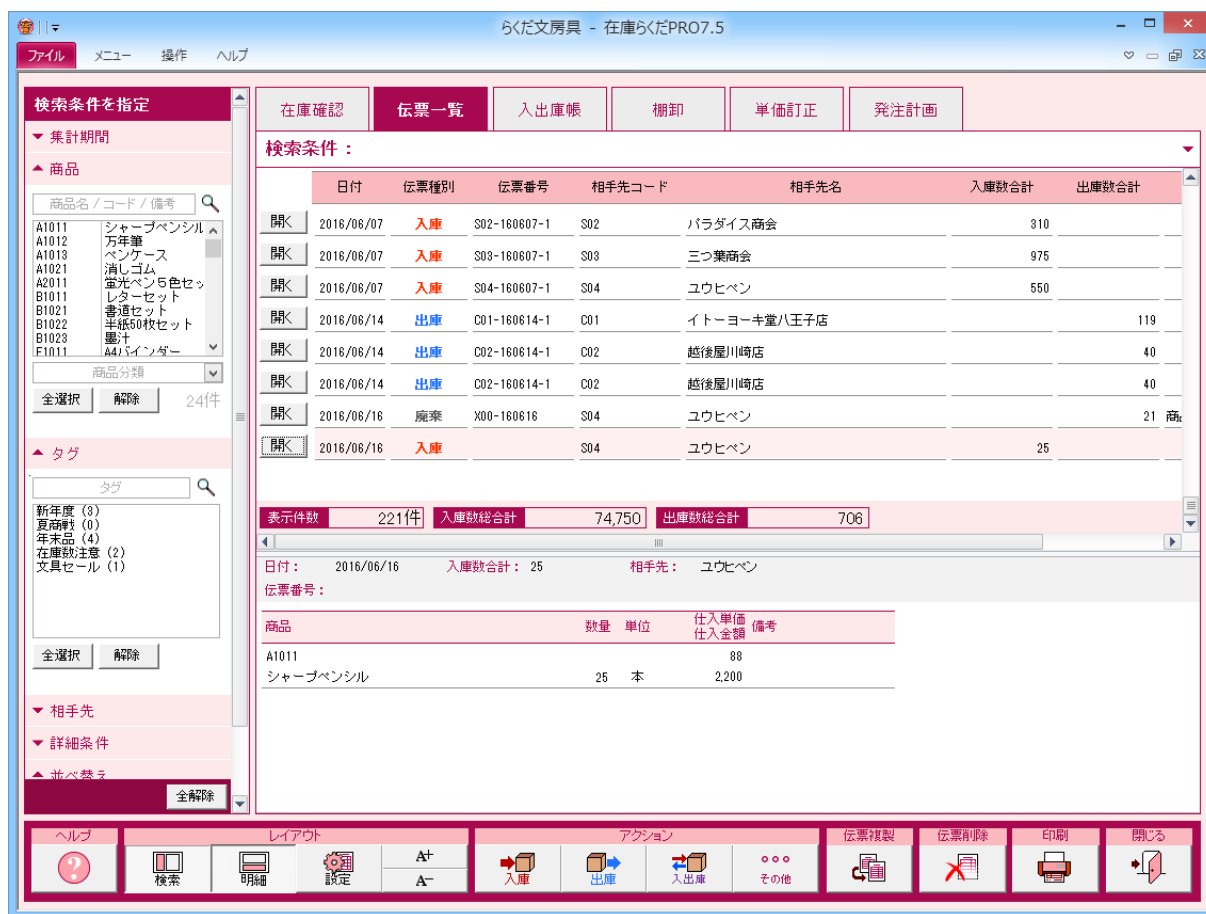 らくだ文房具 - 在庫らくだPRO7.5
ファイル メニュー 操作 ヘルプ
検索条件を指定
▼ 集計期間
▲ 商品
商品名 / コード / 備考
A1011 シャープペンシル
A1012 万年筆
A1013 ペンケース
A1021 消しゴム
A2011 蛍光ペン5色セッ
B1011 レターセット
B1021 書道セット
B1022 半紙50枚セット
B1023 墨汁
F1011 A4バインダー
商品分類
全選択 解除 24件
▲ タグ
タグ
新年度 (3)
夏商戦 (0)
年末品 (4)
在庫数注意 (2)
文具セール (1)
全選択 解除
▼ 相手先
▼ 詳細条件
▲ 並べ替え
全解除
在庫確認 伝票一覧 入出庫帳 棚卸 単価訂正 発注計画
検索条件：
日付 伝票種別 伝票番号 相手先コード 相手先名 入庫数合計 出庫数合計
開く 2016/06/07 入庫 S02-160607-1 S02 パラダイス商会 310
開く 2016/06/07 入庫 S03-160607-1 S03 三つ葉商会 975
開く 2016/06/07 入庫 S04-160607-1 S04 ユウヒペン 550
開く 2016/06/14 出庫 C01-160614-1 C01 イトーヨーキ堂八王子店 119
開く 2016/06/14 出庫 C02-160614-1 C02 越後屋川崎店 40
開く 2016/06/14 出庫 C02-160614-1 C02 越後屋川崎店 40
開く 2016/06/16 廃棄 X00-160616 S04 ユウヒペン 21 商
開く 2016/06/16 入庫 S04 ユウヒペン 25
表示件数 221件 入庫数総合計 74,750 出庫数総合計 706
日付： 2016/06/16 入庫数合計： 25 相手先： ユウヒペン
伝票番号：
商品 数量 単位 仕入単価 備考
仕入金額
A1011 88
シャープペンシル 25 本 2,200
ヘルプ レイアウト アクション 伝票複製 伝票削除 印刷 閉じる
検索 明細 設定 A+ A− 入庫 出庫 入出庫 その他